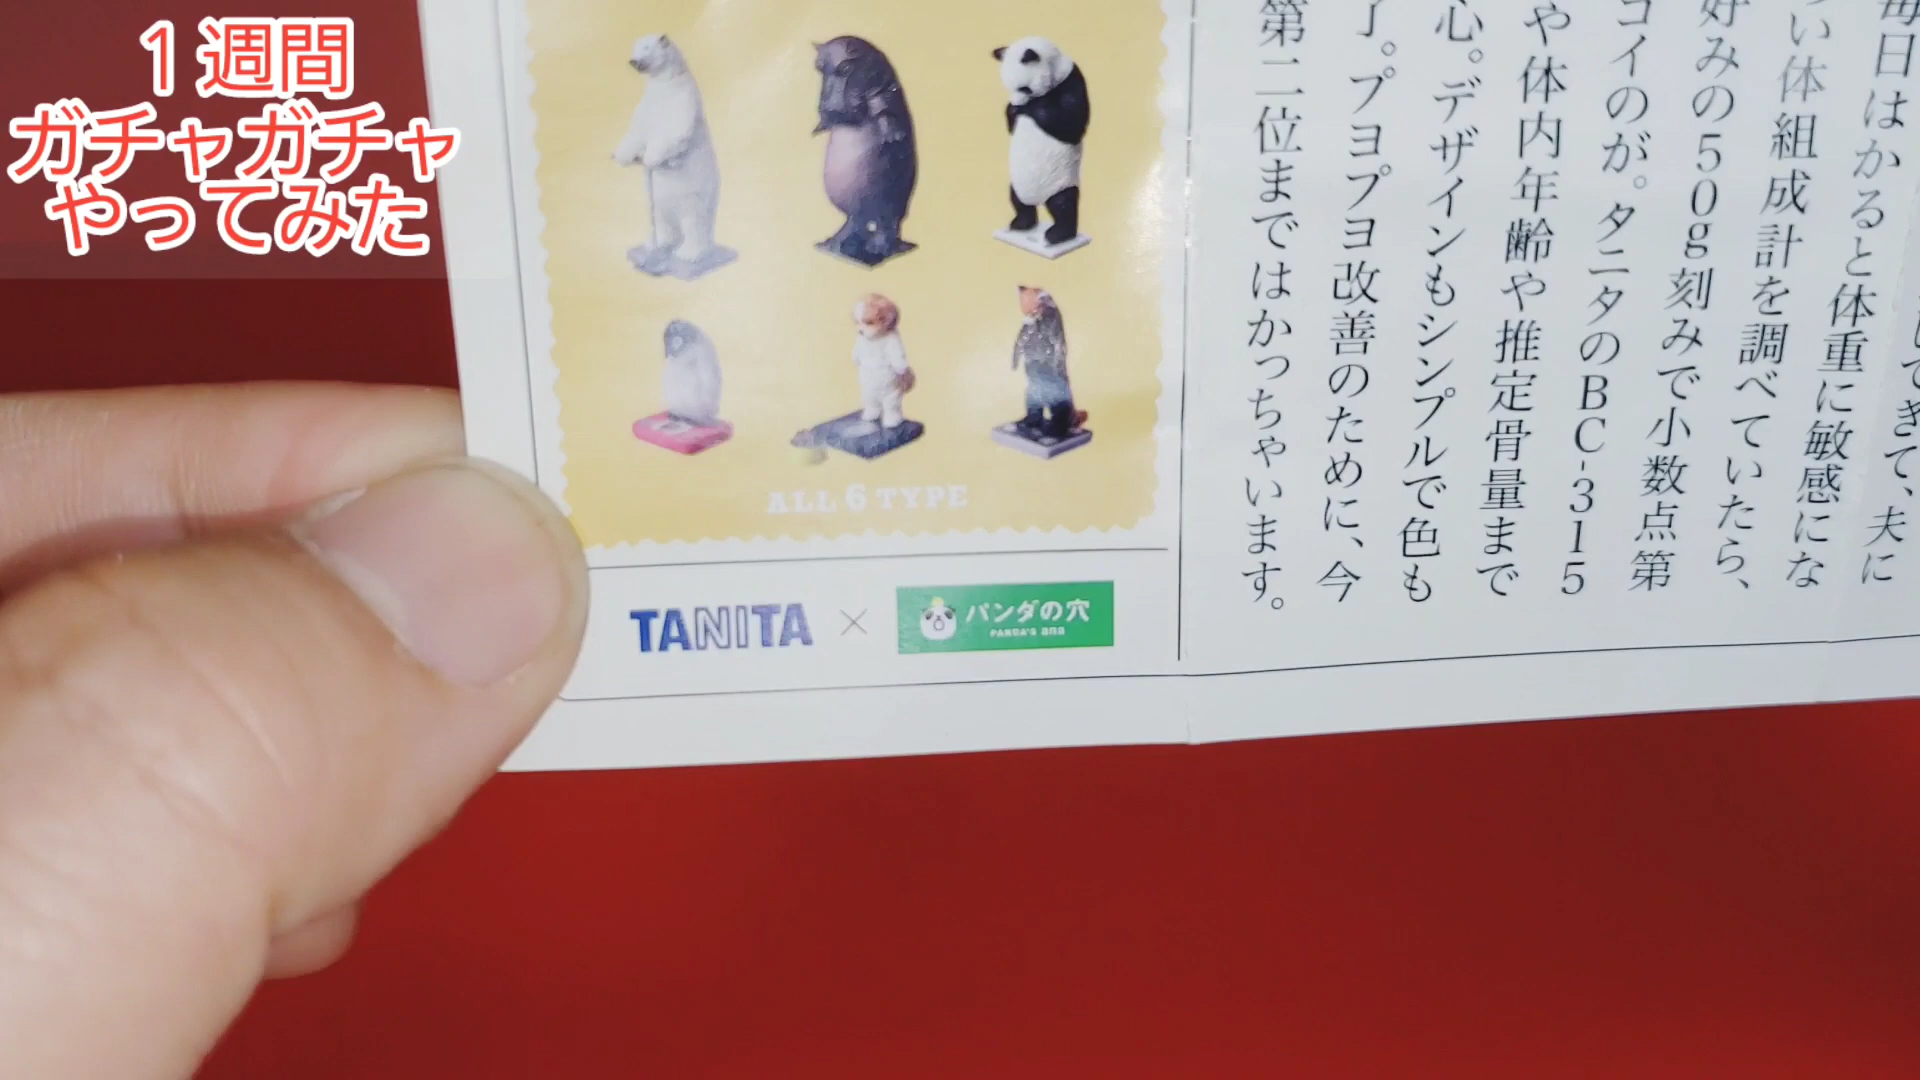 1週間
ガチャガチャ
やってみた
ALL 6 TYPE
TANITA × パンダの穴
PANDA'S ana
毎日はかると体重に敏感にな
てきて、夫に
い体組成計を調べていたら、
好みの50g刻みで小数点第
コイのが。タニタのBC-315
や体内年齢や推定骨量まで
心。デザインもシンプルで色も
了。プヨプヨ改善のために、今
第二位まではかっちゃいます。